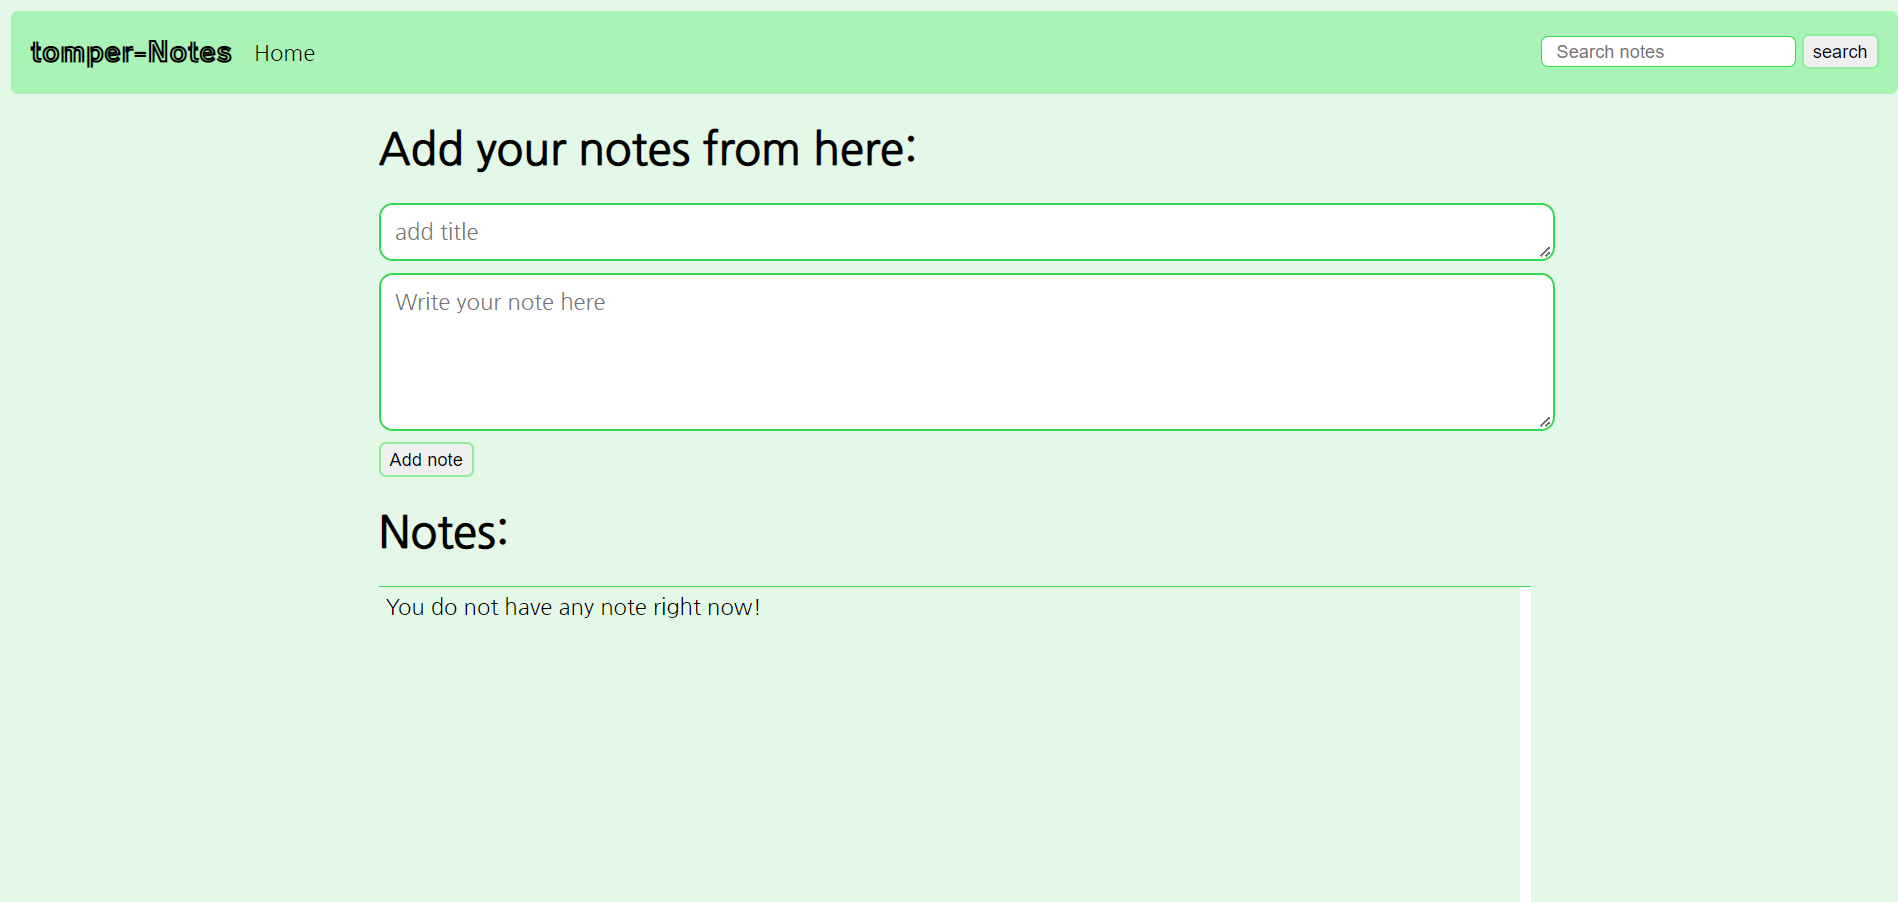 tomper-Notes Home Search notes search
Add your notes from here:
add title
Write your note here
Add note
Notes:
You do not have any note right now!